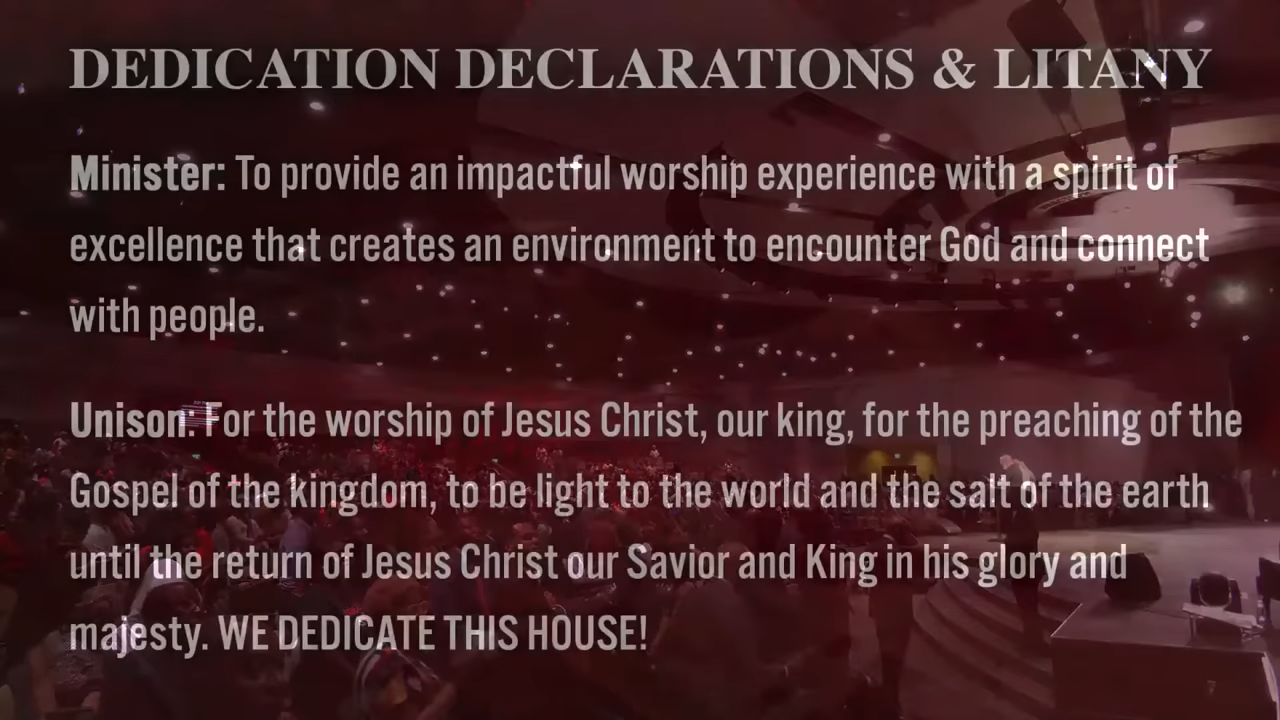 DEDICATION DECLARATIONS & LITANY
Minister: To provide an impactful worship experience with a spirit of
excellence that creates an environment to encounter God and connect
with people.
Unison: For the worship of Jesus Christ, our king, for the preaching of the
Gospel of the kingdom, to be light to the world and the salt of the earth
until the return of Jesus Christ our Savior and King in his glory and
majesty. WE DEDICATE THIS HOUSE!